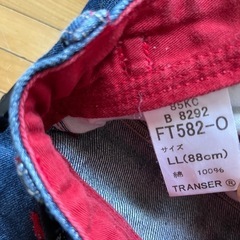 85KC
B 8292
FT582-O
サイズ
LL(88cm)
綿 100%
TRANSER®